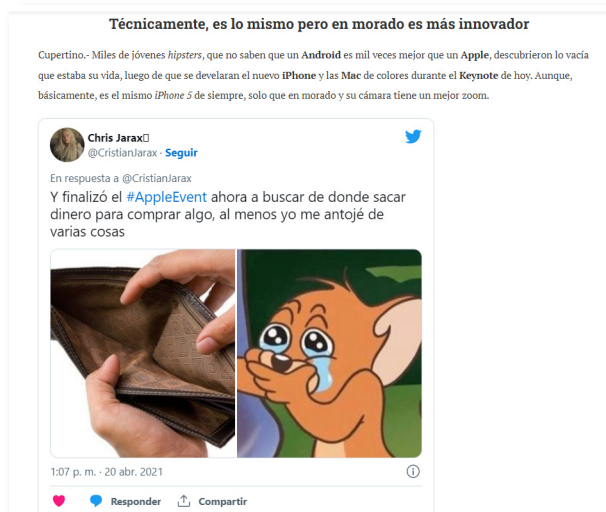 Técnicamente, es lo mismo pero en morado es más innovador
Cupertino.- Miles de jóvenes hipsters, que no saben que un Android es mil veces mejor que un Apple, descubrieron lo vacía
que estaba su vida, luego de que se develaran el nuevo iPhone y las Mac de colores durante el Keynote de hoy. Aunque,
básicamente, es el mismo iPhone 5 de siempre, solo que en morado y su cámara tiene un mejor zoom.
Chris Jarax
@CristianJarax · Seguir
En respuesta a @CristianJarax
Y finalizó el #AppleEvent ahora a buscar de donde sacar
dinero para comprar algo, al menos yo me antojé de
varias cosas
1:07 p. m. · 20 abr. 2021
Responder Compartir